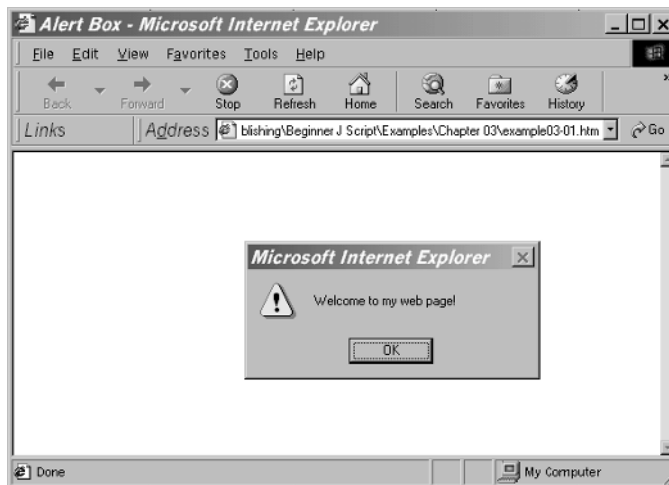 Alert Box - Microsoft Internet Explorer
File Edit View Favorites Tools Help
Back Forward Stop Refresh Home Search Favorites History »
Links Address blishing\Beginner J Script\Examples\Chapter 03\example03-01.htm Go
Microsoft Internet Explorer
Welcome to my web page!
OK
Done My Computer